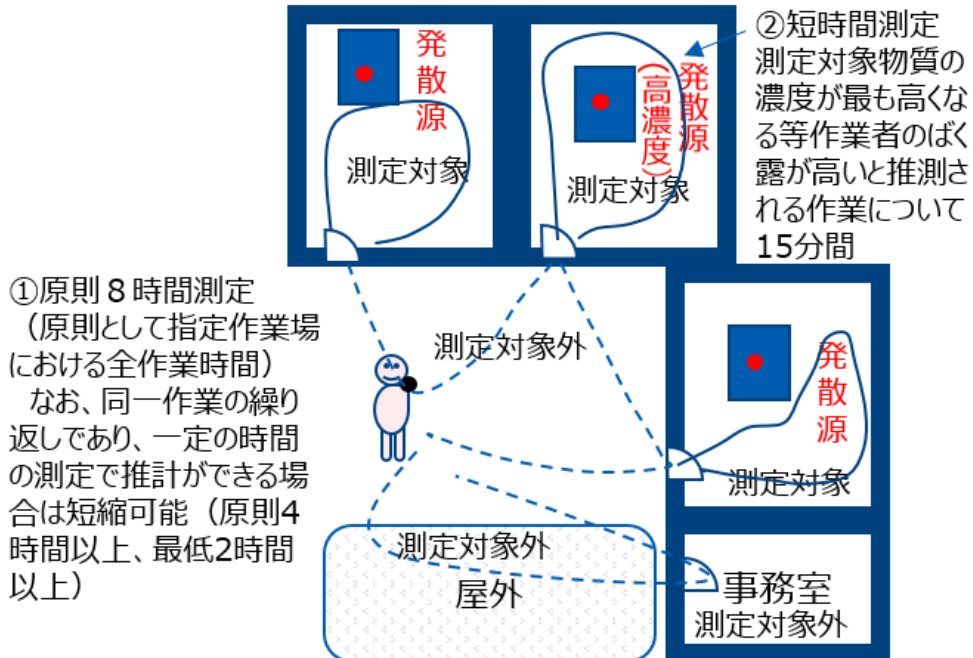 発散源
測定対象
発散源
(高濃度)
測定対象
②短時間測定
測定対象物質の
濃度が最も高くな
る等作業者のばく
露が高いと推測さ
れる作業について
15分間
①原則８時間測定
（原則として指定作業場
における全作業時間）
なお、同一作業の繰り
返しであり、一定の時間
の測定で推計ができる場
合は短縮可能（原則4
時間以上、最低2時間
以上）
測定対象外
発散源
測定対象
測定対象外
屋外
事務室
測定対象外